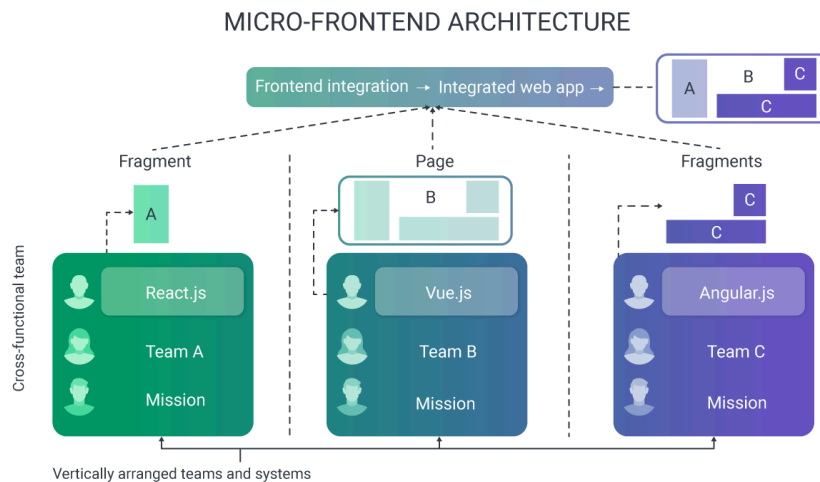 MICRO-FRONTEND ARCHITECTURE
Frontend integration → Integrated web app →
A
B
C
C
Fragment
Page
Fragments
A
B
C
C
Cross-functional team
React.js
Team A
Mission
Vue.js
Team B
Mission
Angular.js
Team C
Mission
Vertically arranged teams and systems